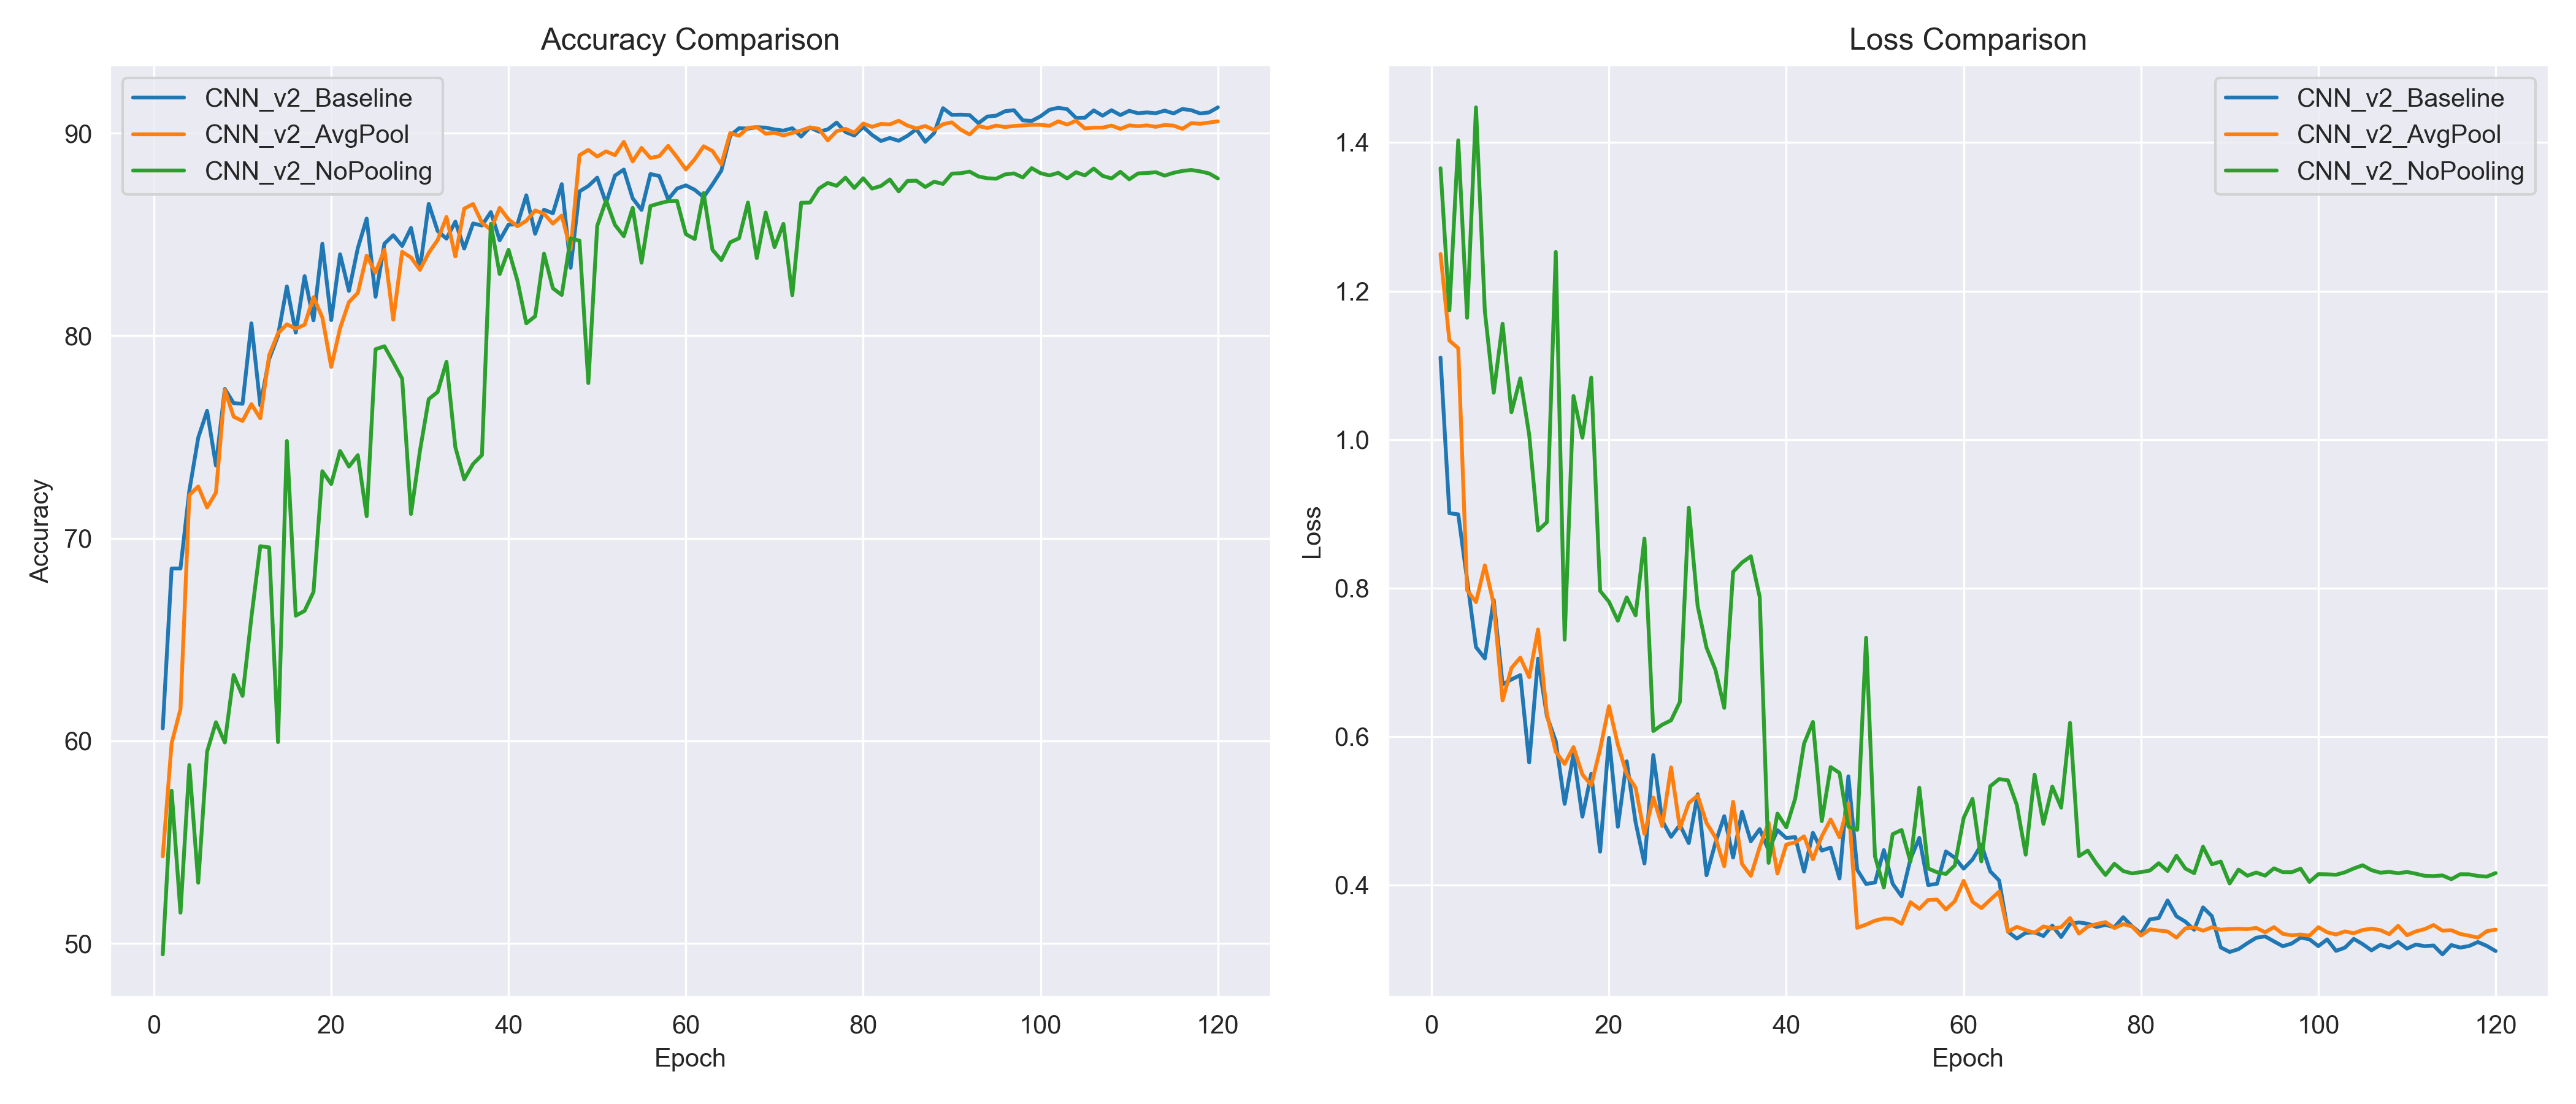 Accuracy Comparison
CNN_v2_Baseline
CNN_v2_AvgPool
CNN_v2_NoPooling
90
80
70
60
50
Accuracy
0 20 40 60 80 100 120
Epoch
Loss Comparison
CNN_v2_Baseline
CNN_v2_AvgPool
CNN_v2_NoPooling
1.4
1.2
1.0
0.8
0.6
0.4
Loss
0 20 40 60 80 100 120
Epoch